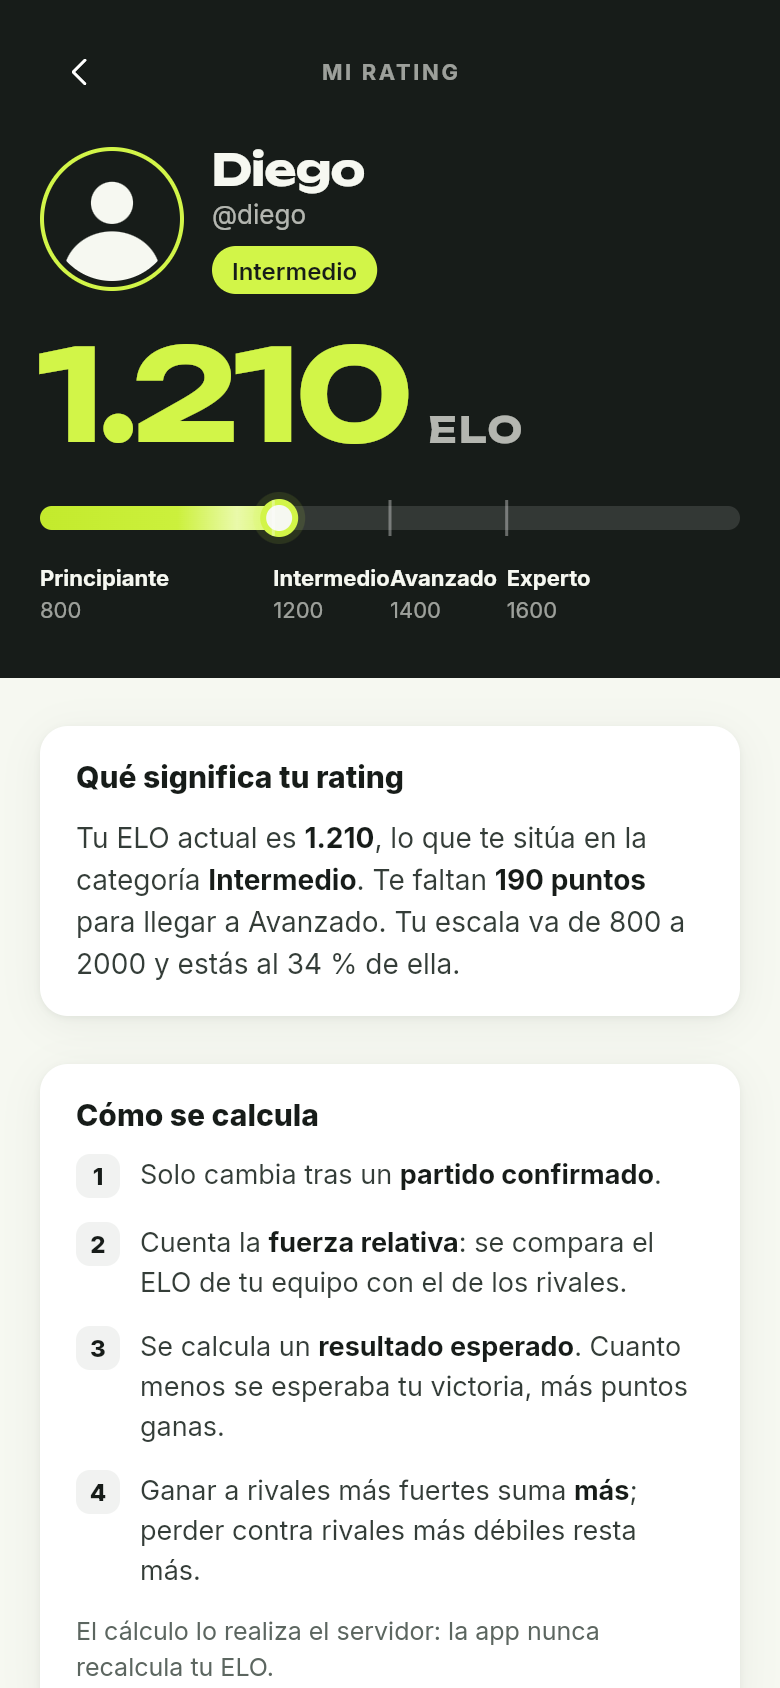 MI RATING
Diego
@diego
Intermedio
1.210 ELO
Principiante Intermedio Avanzado Experto
800 1200 1400 1600
Qué significa tu rating
Tu ELO actual es 1.210, lo que te sitúa en la
categoría Intermedio. Te faltan 190 puntos
para llegar a Avanzado. Tu escala va de 800 a
2000 y estás al 34 % de ella.
Cómo se calcula
1 Solo cambia tras un partido confirmado.
2 Cuenta la fuerza relativa: se compara el
ELO de tu equipo con el de los rivales.
3 Se calcula un resultado esperado. Cuanto
menos se esperaba tu victoria, más puntos
ganas.
4 Ganar a rivales más fuertes suma más;
perder contra rivales más débiles resta
más.
El cálculo lo realiza el servidor: la app nunca
recalcula tu ELO.